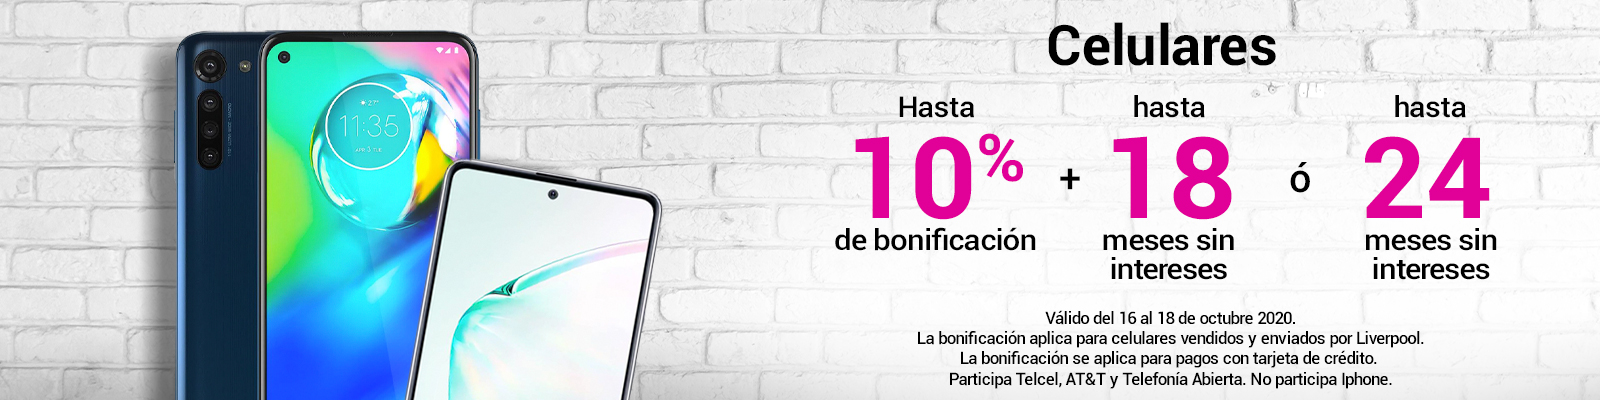 Celulares
Hasta
10%
de bonificación
+
hasta
18
meses sin
intereses
ó
hasta
24
meses sin
intereses
Válido del 16 al 18 de octubre 2020.
La bonificación aplica para celulares vendidos y enviados por Liverpool.
La bonificación se aplica para pagos con tarjeta de crédito.
Participa Telcel, AT&T y Telefonía Abierta. No participa Iphone.
27°
11:35